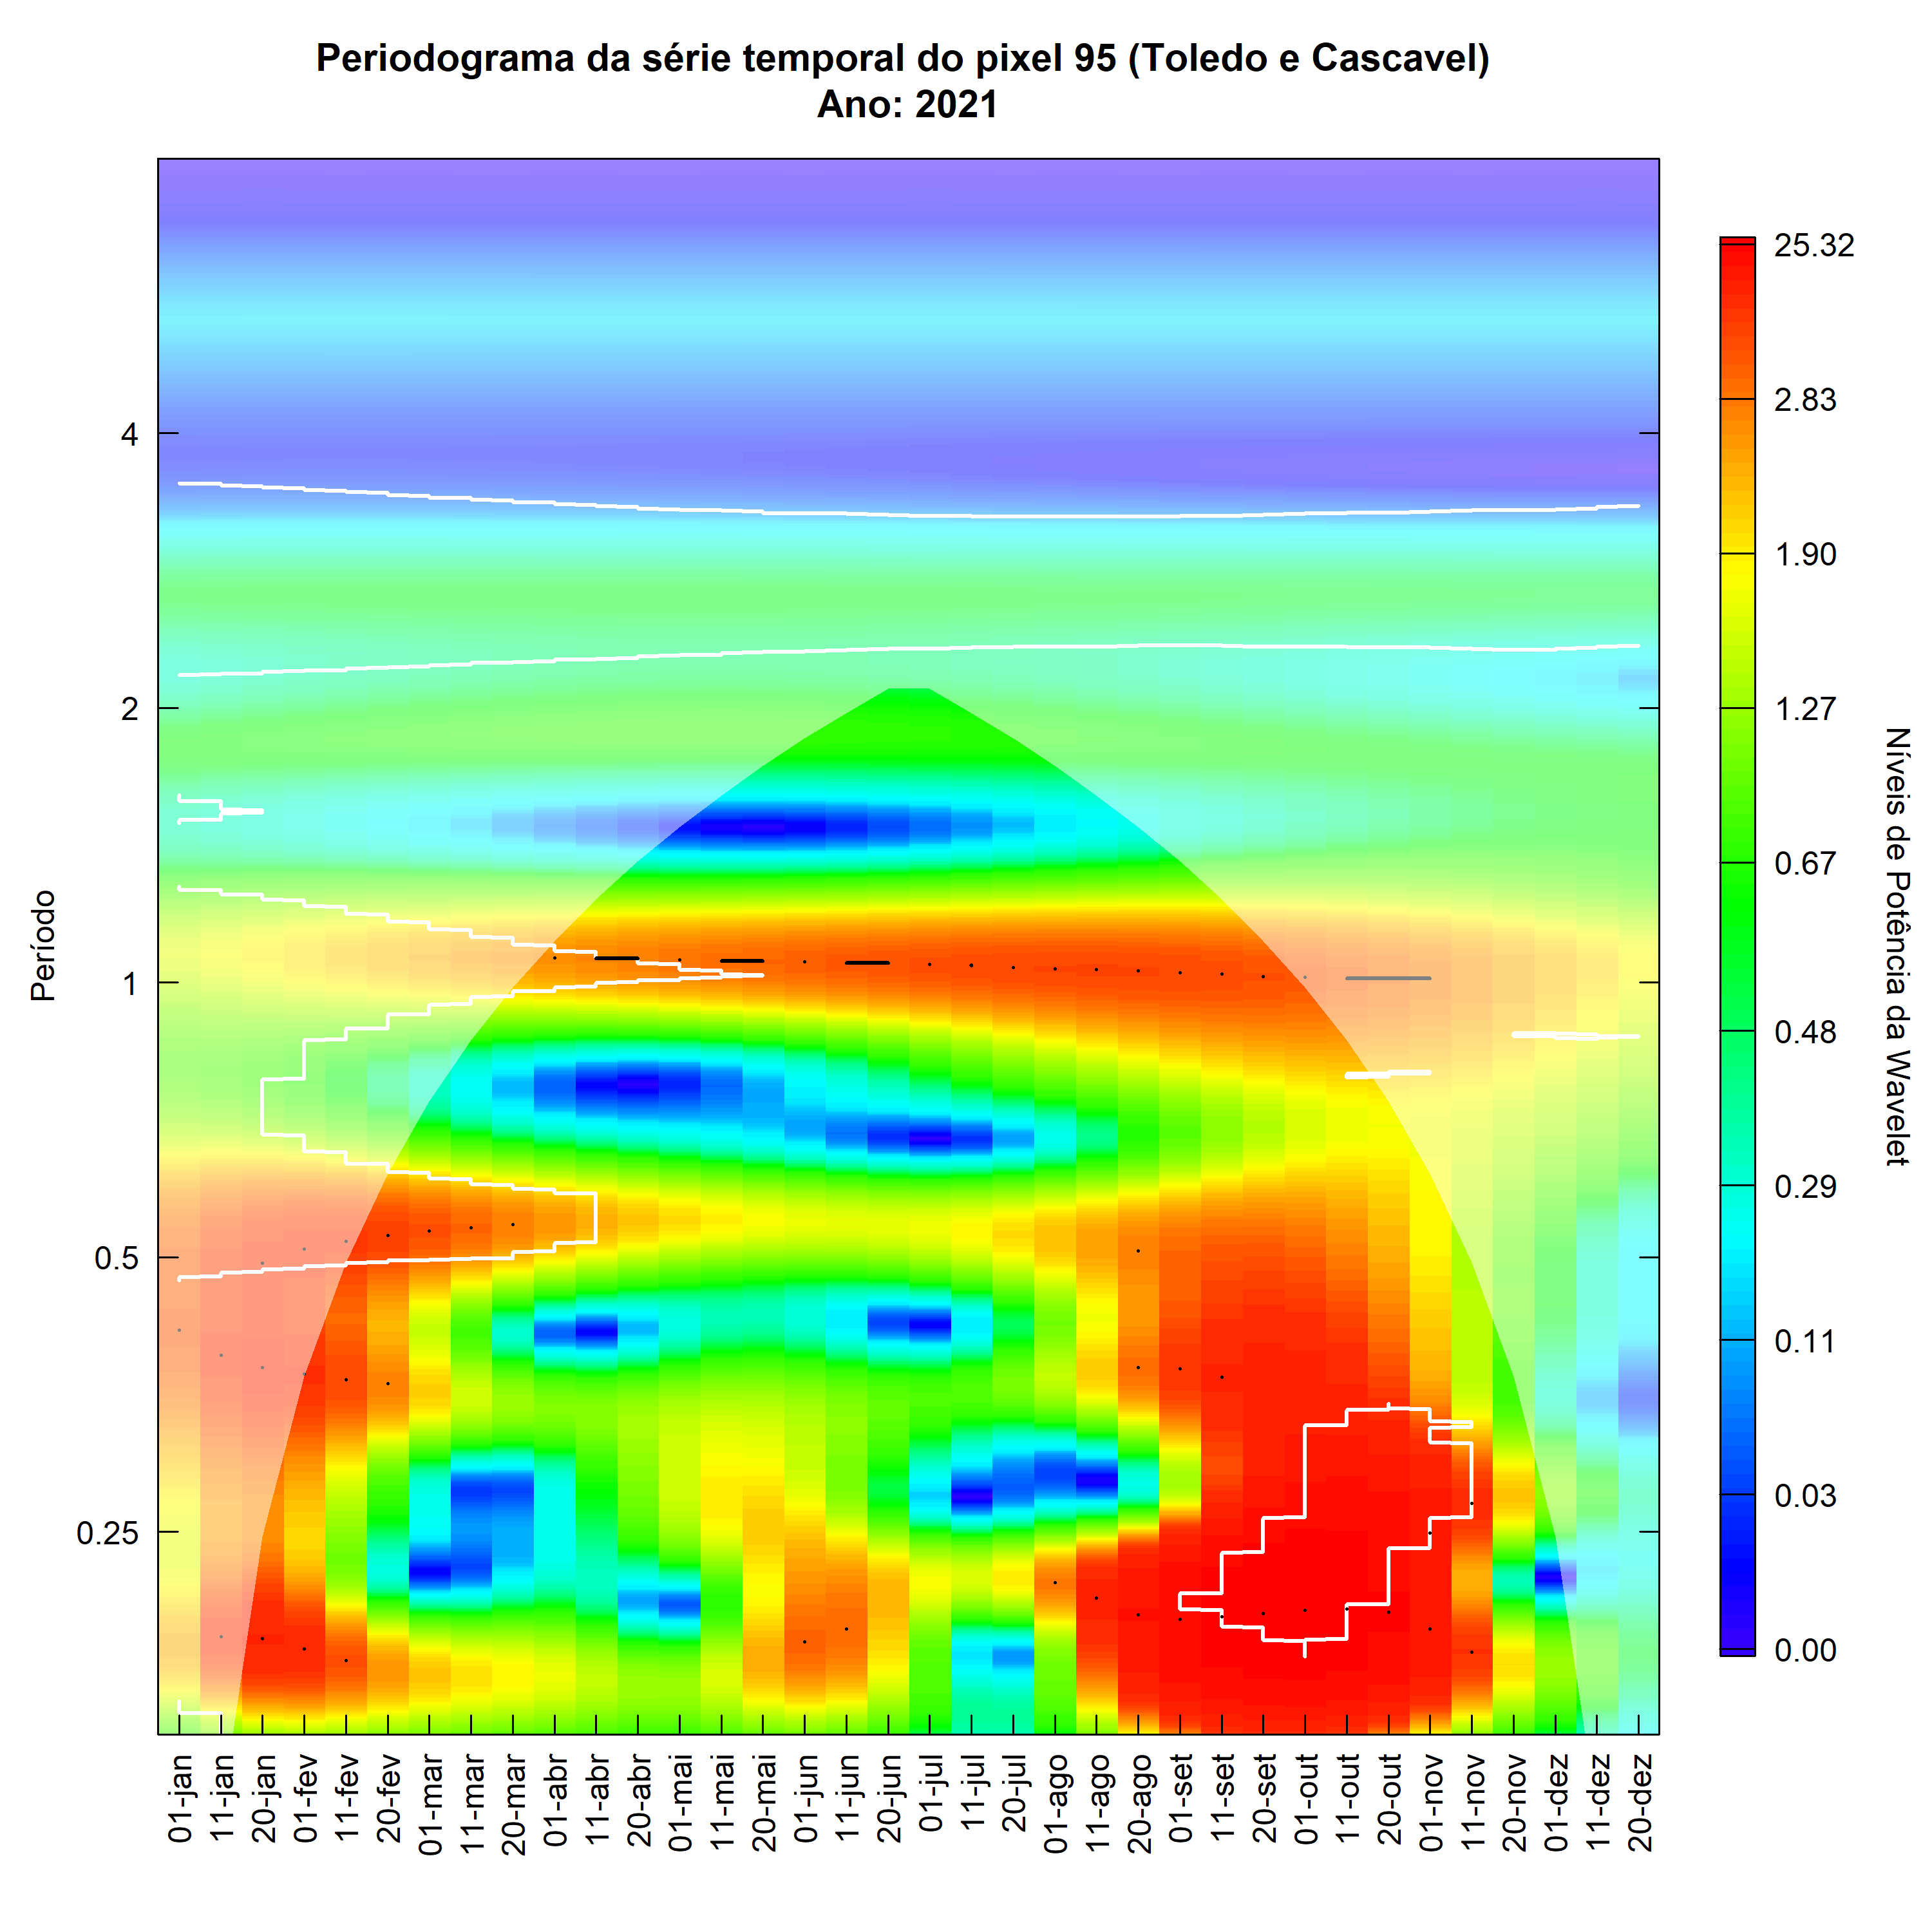 Periodograma da série temporal do pixel 95 (Toledo e Cascavel)
Ano: 2021
Período
4
2
1
0.5
0.25
25.32
2.83
1.90
1.27
0.67
0.48
0.29
0.11
0.03
0.00
Níveis de Potência da Wavelet
01-jan
11-jan
20-jan
01-fev
11-fev
20-fev
01-mar
11-mar
20-mar
01-abr
11-abr
20-abr
01-mai
11-mai
20-mai
01-jun
11-jun
20-jun
01-jul
11-jul
20-jul
01-ago
11-ago
20-ago
01-set
11-set
20-set
01-out
11-out
20-out
01-nov
11-nov
20-nov
01-dez
11-dez
20-dez